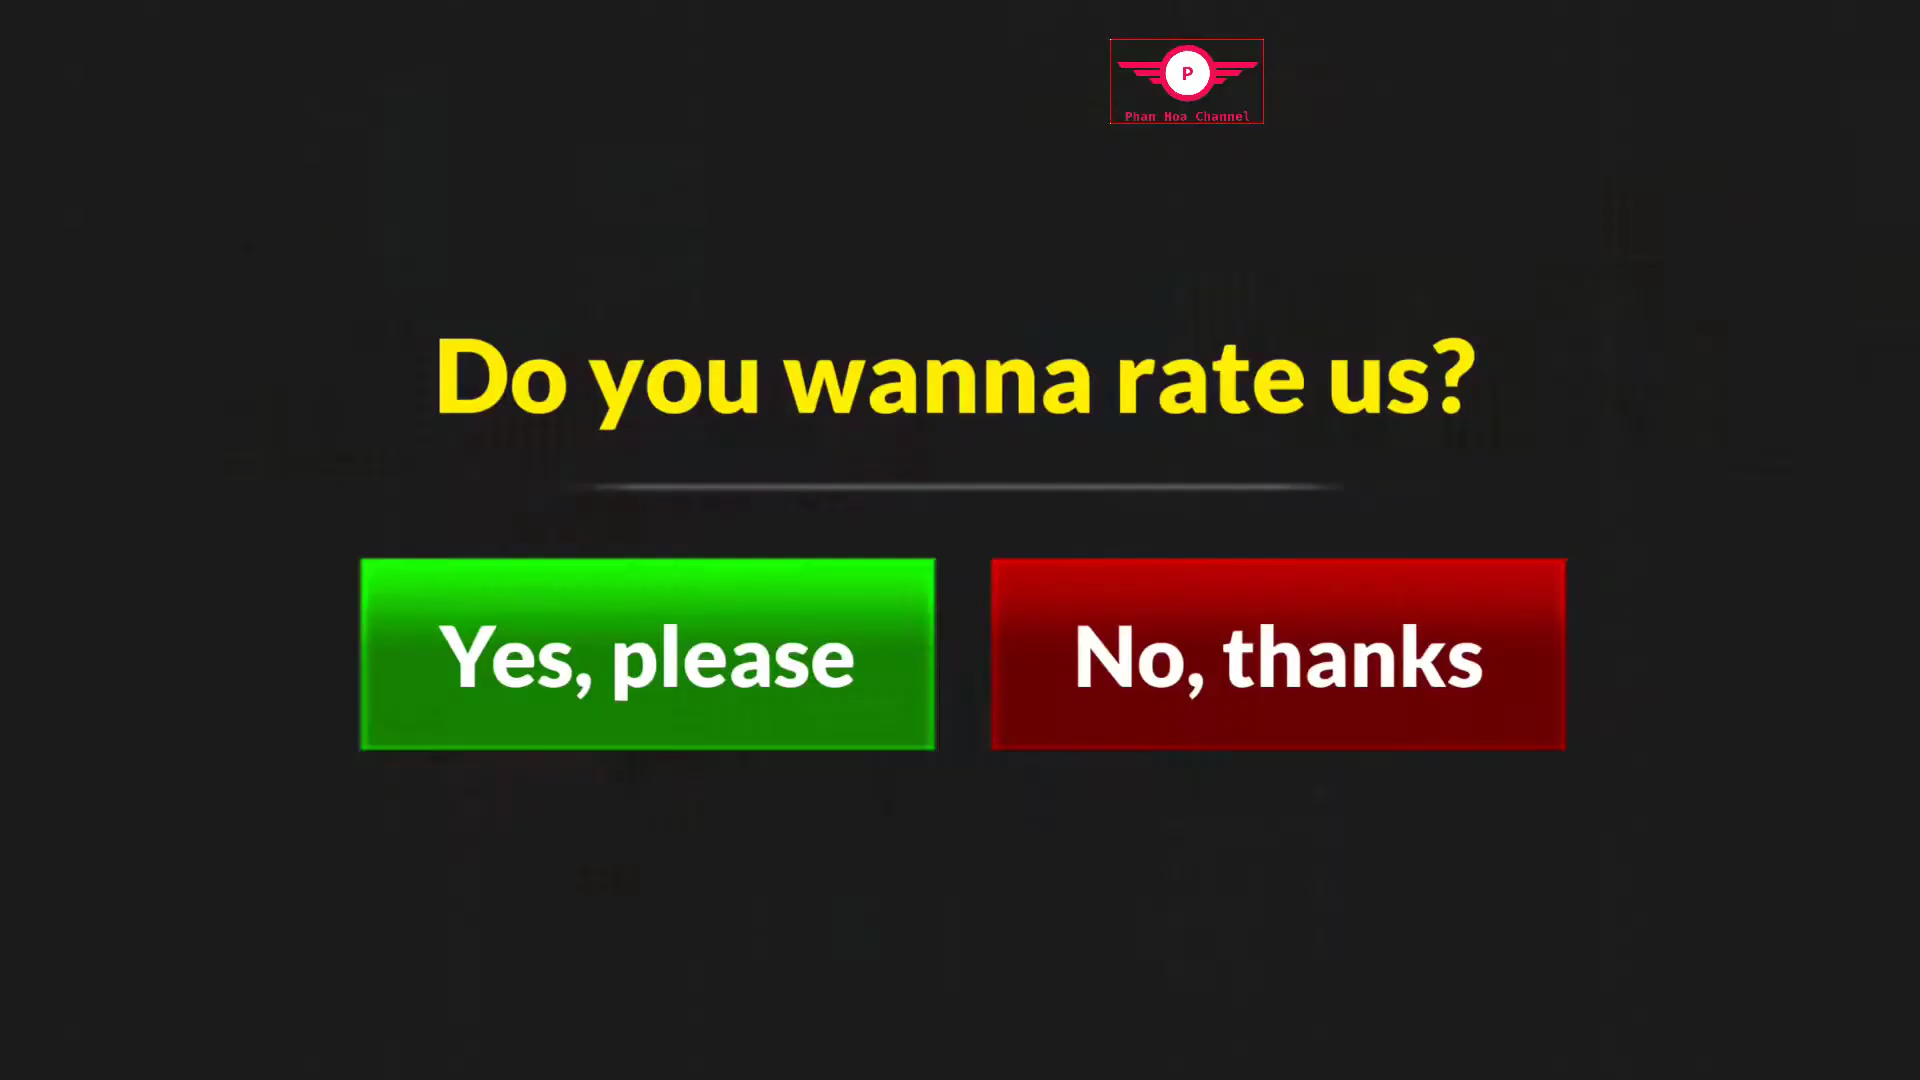 P
Phan Hoa Channel
Do you wanna rate us?
Yes, please
No, thanks